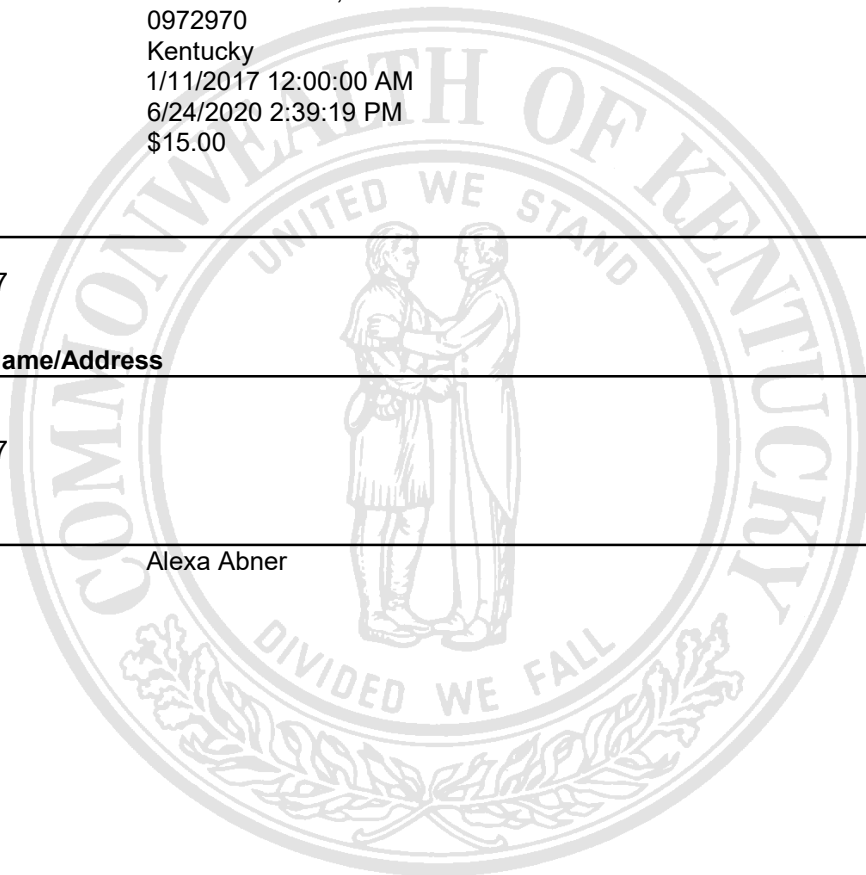 0972970
Kentucky
1/11/2017 12:00:00 AM
6/24/2020 2:39:19 PM
$15.00
COMMONWEALTH OF KENTUCKY
UNITED WE STAND
7
ame/Address
7
Alexa Abner
DIVIDED WE FALL